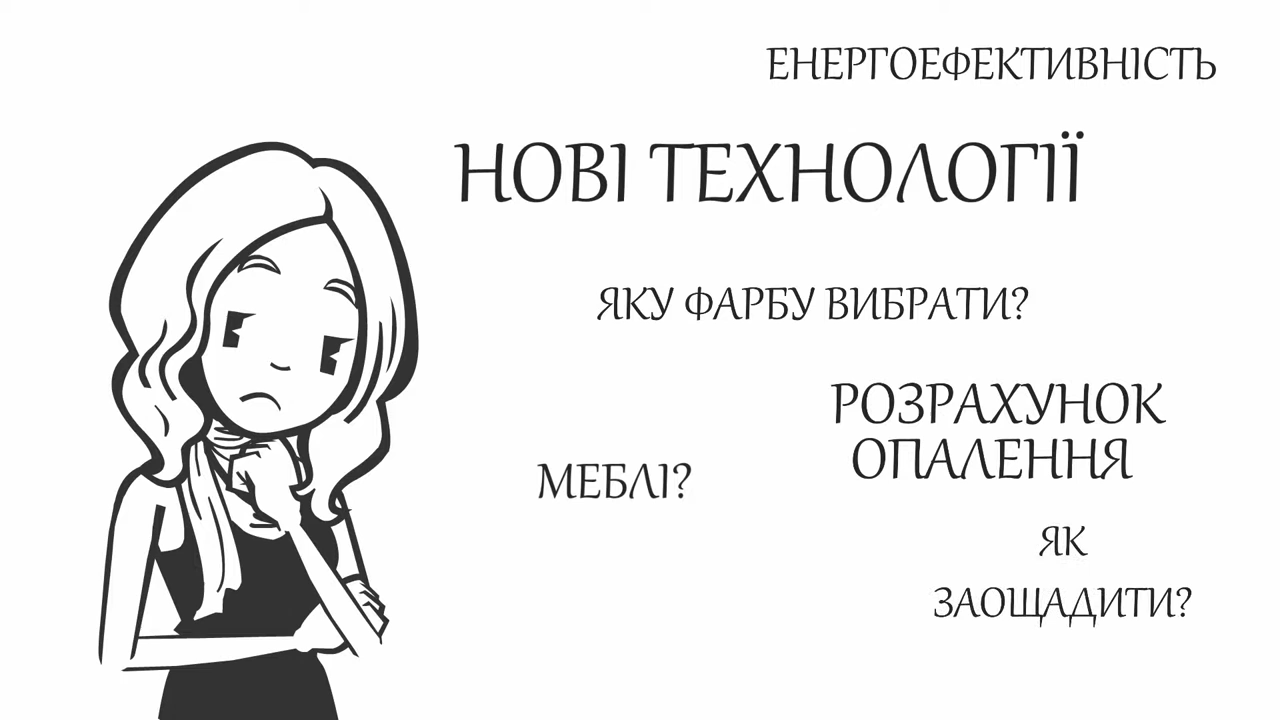 ЕНЕРГОЕФЕКТИВНІСТЬ
НОВІ ТЕХНОЛОГІЇ
ЯКУ ФАРБУ ВИБРАТИ?
РОЗРАХУНОК
ОПАЛЕННЯ
МЕБЛІ?
ЯК
ЗАОЩАДИТИ?